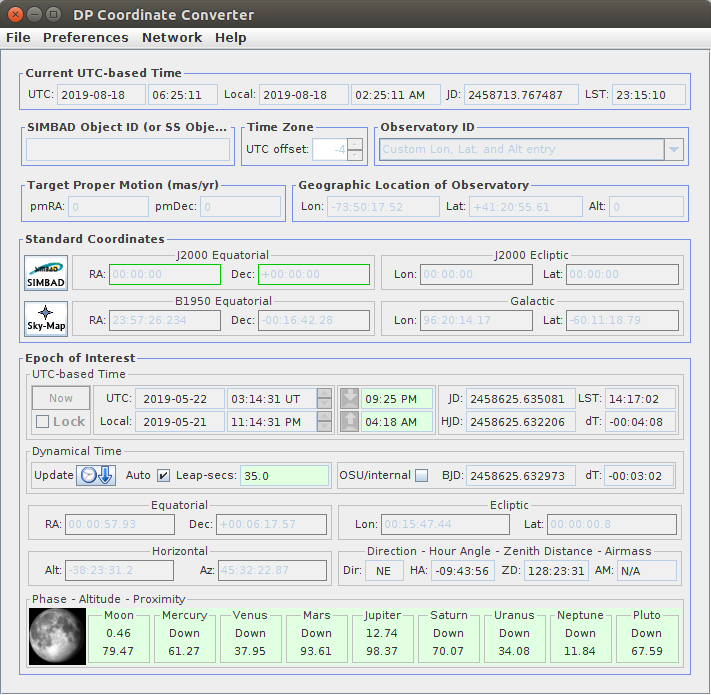 DP Coordinate Converter
File Preferences Network Help
Current UTC-based Time
UTC: 2019-08-18 06:25:11 Local: 2019-08-18 02:25:11 AM JD: 2458713.767487 LST: 23:15:10
SIMBAD Object ID (or SS Obje... Time Zone Observatory ID
UTC offset: -4 Custom Lon, Lat, and Alt entry
Target Proper Motion (mas/yr) Geographic Location of Observatory
pmRA: 0 pmDec: 0 Lon: -73:50:17.52 Lat: +41:20:55.61 Alt: 0
Standard Coordinates
J2000 Equatorial J2000 Ecliptic
SIMBAD RA: 00:00:00 Dec: +00:00:00 Lon: 00:00:00 Lat: 00:00:00
SIMBAD
B1950 Equatorial Galactic
Sky-Map RA: 23:57:26.234 Dec: -00:16:42.28 Lon: 96:20:14.17 Lat: -60:11:18.79
Epoch of Interest
UTC-based Time
Now UTC: 2019-05-22 03:14:31 UT 09:25 PM JD: 2458625.635081 LST: 14:17:02
Lock Local: 2019-05-21 11:14:31 PM 04:18 AM HJD: 2458625.632206 dT: -00:04:08
Dynamical Time
Update Auto Leap-secs: 35.0 OSU/internal BJD: 2458625.632973 dT: -00:03:02
Equatorial Ecliptic
RA: 00:00:57.93 Dec: +00:06:17.57 Lon: 00:15:47.44 Lat: 00:00:00.8
Horizontal Direction - Hour Angle - Zenith Distance - Airmass
Alt: -38:23:31.2 Az: 45:32:22.87 Dir: NE HA: -09:43:56 ZD: 128:23:31 AM: N/A
Phase - Altitude - Proximity
Moon Mercury Venus Mars Jupiter Saturn Uranus Neptune Pluto
0.46 Down Down Down 12.74 Down Down Down Down
79.47 61.27 37.95 93.61 98.37 70.07 34.08 11.84 67.59